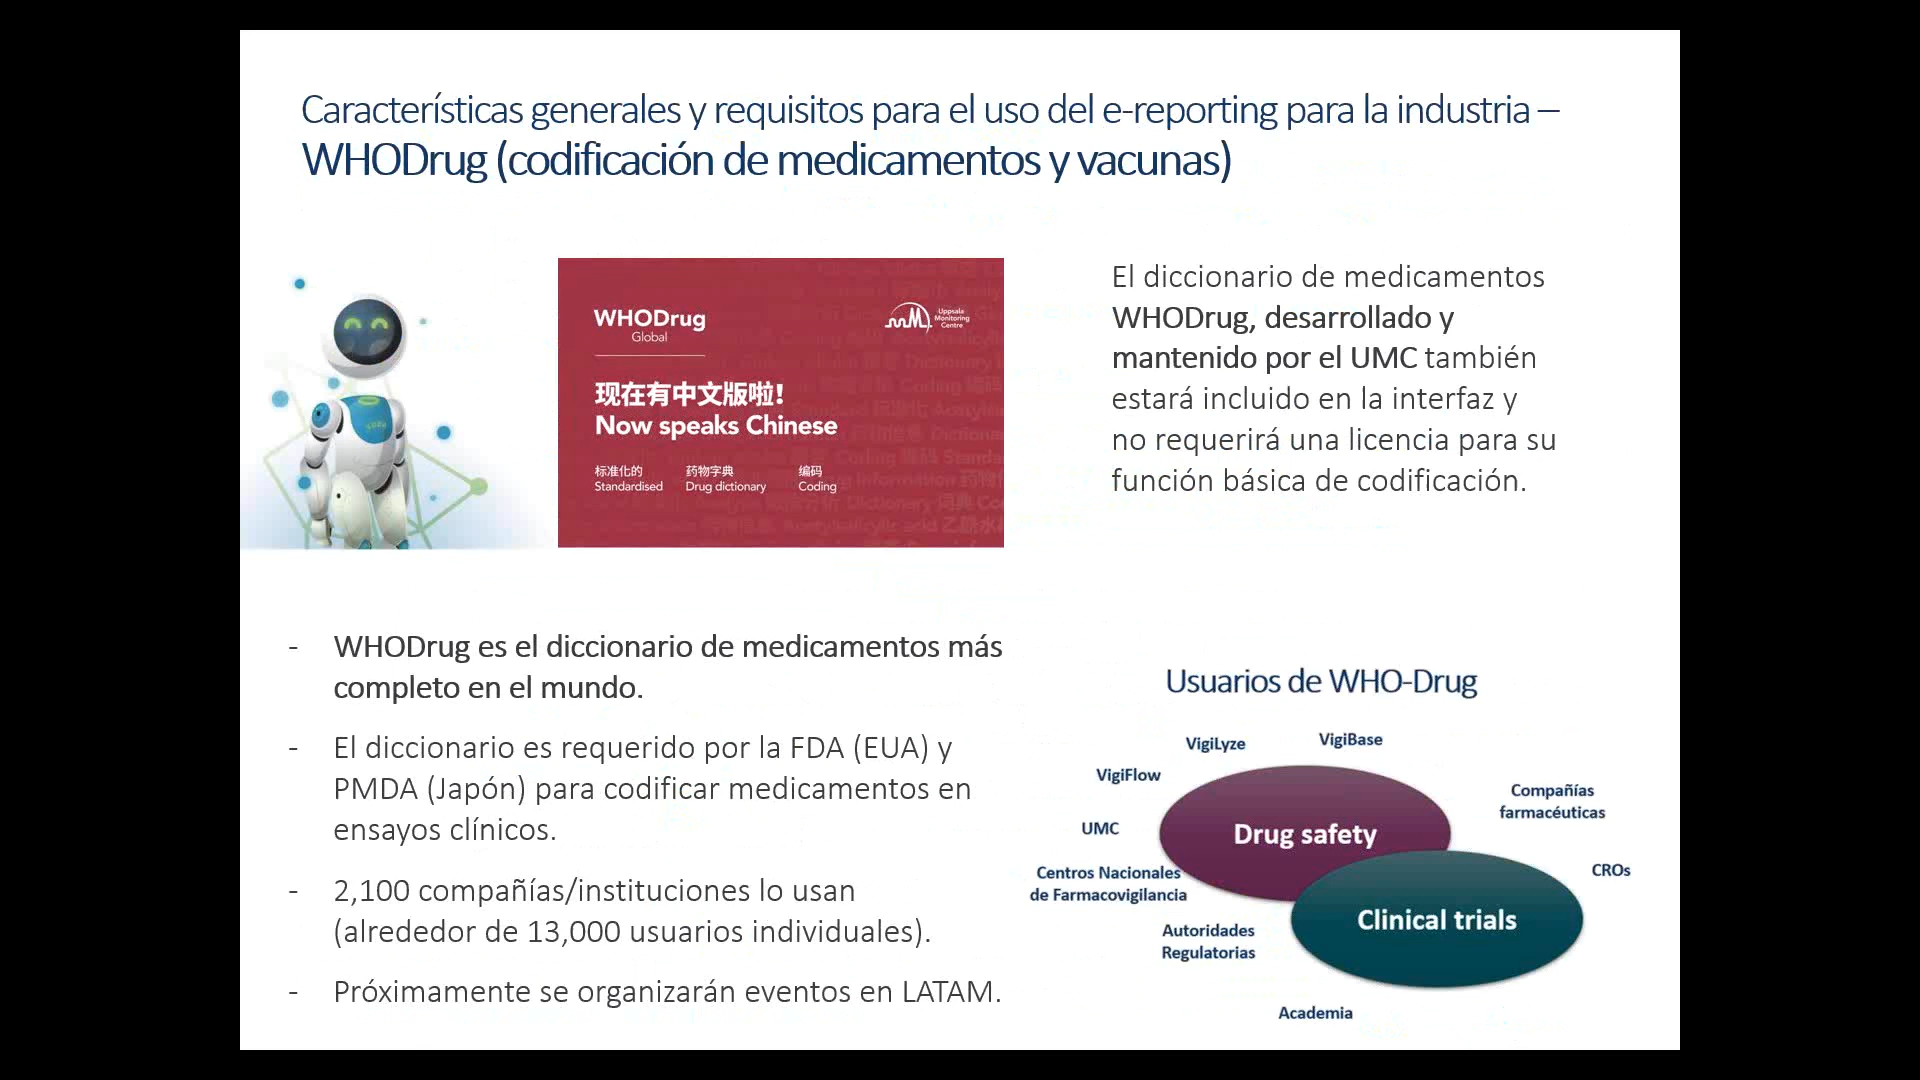 Características generales y requisitos para el uso del e-reporting para la industria –
WHODrug (codificación de medicamentos y vacunas)
WHODrug
Global
Uppsala
Monitoring
Centre
现在有中文版啦!
Now speaks Chinese
标准化的 药物字典 编码
Standardised Drug dictionary Coding
El diccionario de medicamentos
WHODrug, desarrollado y
mantenido por el UMC también
estará incluido en la interfaz y
no requerirá una licencia para su
función básica de codificación.
- WHODrug es el diccionario de medicamentos más
completo en el mundo.
- El diccionario es requerido por la FDA (EUA) y
PMDA (Japón) para codificar medicamentos en
ensayos clínicos.
- 2,100 compañías/instituciones lo usan
(alrededor de 13,000 usuarios individuales).
- Próximamente se organizarán eventos en LATAM.
Usuarios de WHO-Drug
VigiLyze
VigiBase
VigiFlow
Compañías
farmacéuticas
UMC
Drug safety
Centros Nacionales
de Farmacovigilancia
CROs
Clinical trials
Autoridades
Regulatorias
Academia